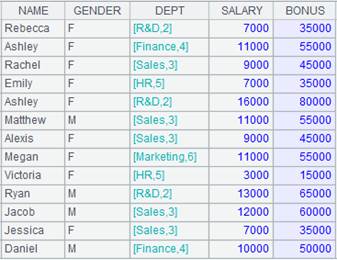 NAME GENDER DEPT SALARY BONUS
Rebecca F [R&D,2] 7000 35000
Ashley F [Finance,4] 11000 55000
Rachel F [Sales,3] 9000 45000
Emily F [HR,5] 7000 35000
Ashley F [R&D,2] 16000 80000
Matthew M [Sales,3] 11000 55000
Alexis F [Sales,3] 9000 45000
Megan F [Marketing,6] 11000 55000
Victoria F [HR,5] 3000 15000
Ryan M [R&D,2] 13000 65000
Jacob M [Sales,3] 12000 60000
Jessica F [Sales,3] 7000 35000
Daniel M [Finance,4] 10000 50000